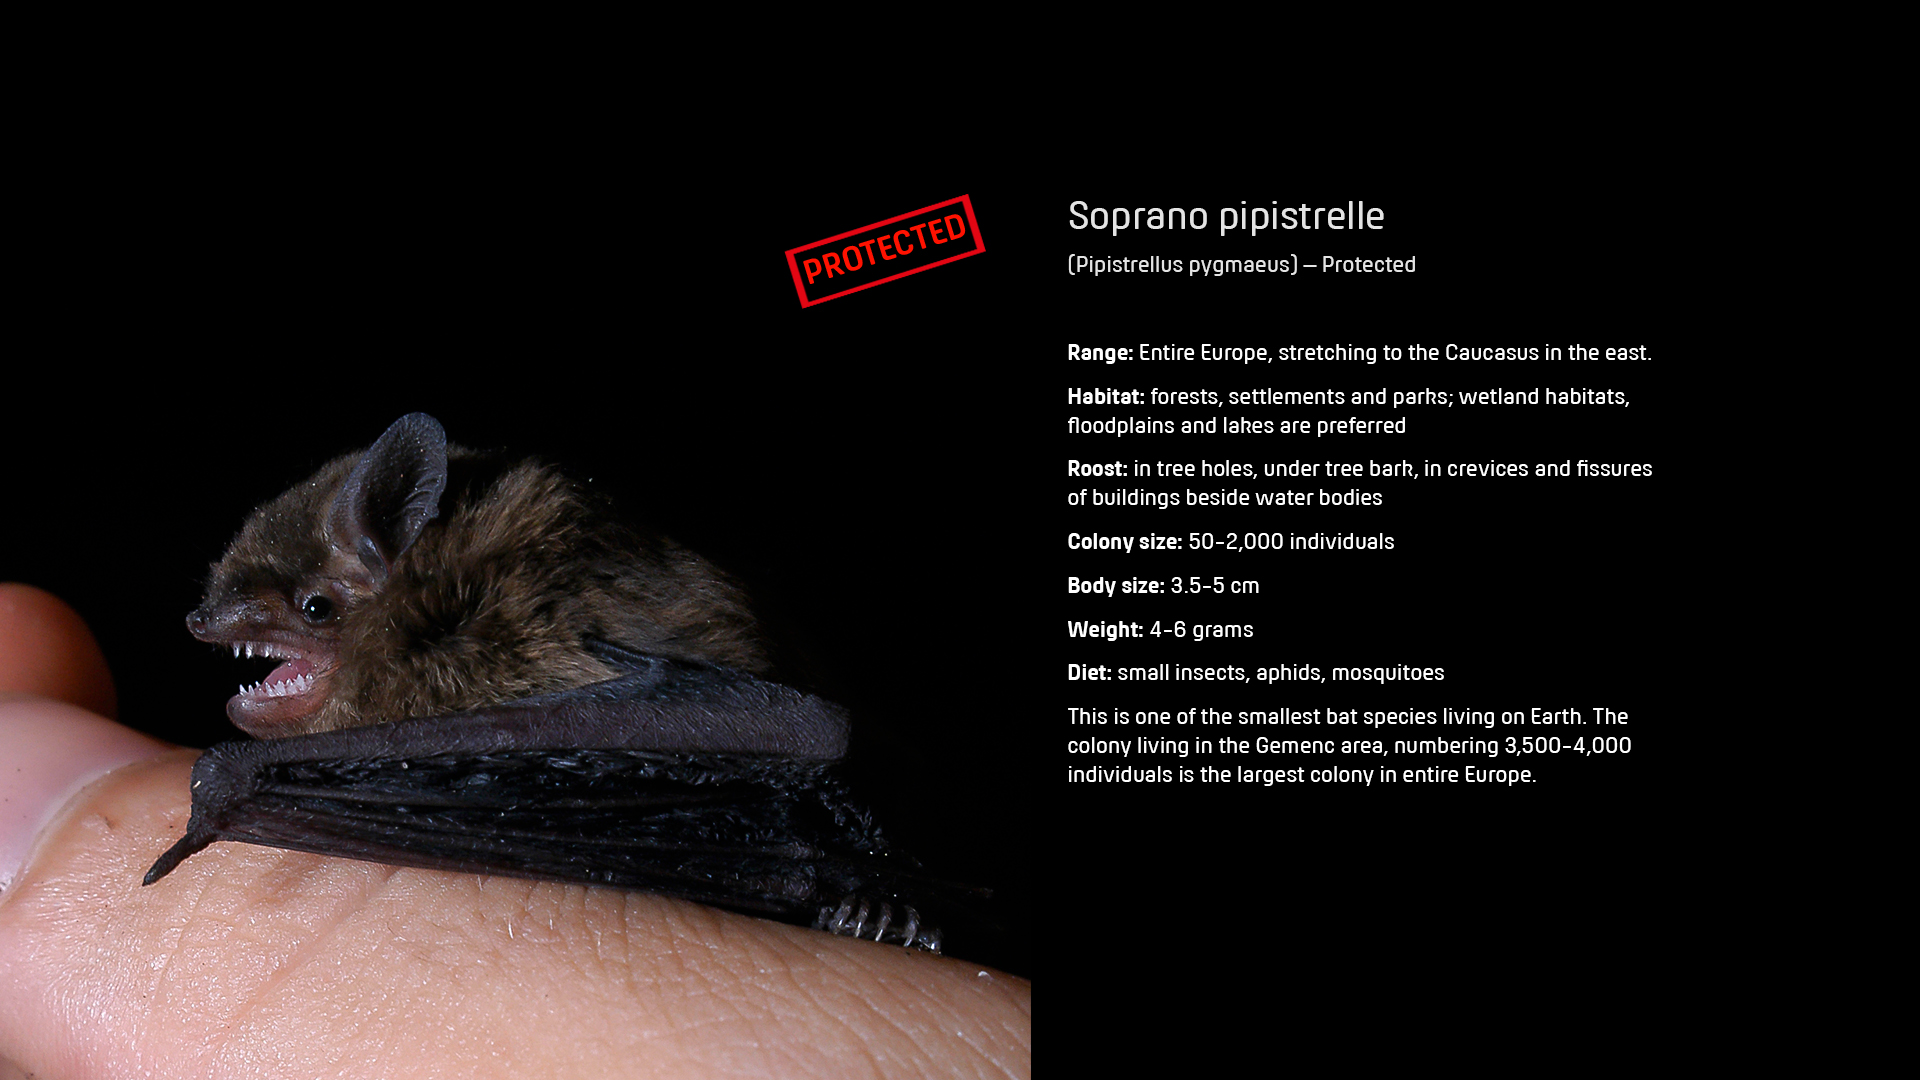 PROTECTED
Soprano pipistrelle
(Pipistrellus pygmaeus) – Protected
Range: Entire Europe, stretching to the Caucasus in the east.
Habitat: forests, settlements and parks; wetland habitats,
floodplains and lakes are preferred
Roost: in tree holes, under tree bark, in crevices and fissures
of buildings beside water bodies
Colony size: 50-2,000 individuals
Body size: 3.5-5 cm
Weight: 4-6 grams
Diet: small insects, aphids, mosquitoes
This is one of the smallest bat species living on Earth. The
colony living in the Gemenc area, numbering 3,500-4,000
individuals is the largest colony in entire Europe.